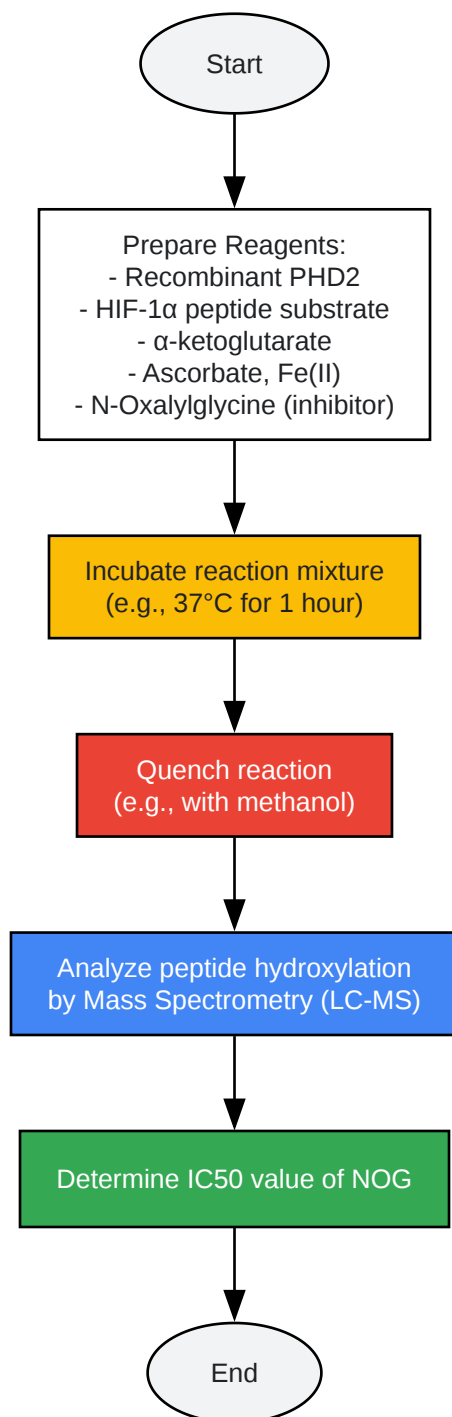 Start
Prepare Reagents:
- Recombinant PHD2
- HIF-1α peptide substrate
- α-ketoglutarate
- Ascorbate, Fe(II)
- N-Oxalylglycine (inhibitor)
Incubate reaction mixture
(e.g., 37°C for 1 hour)
Quench reaction
(e.g., with methanol)
Analyze peptide hydroxylation
by Mass Spectrometry (LC-MS)
Determine IC50 value of NOG
End